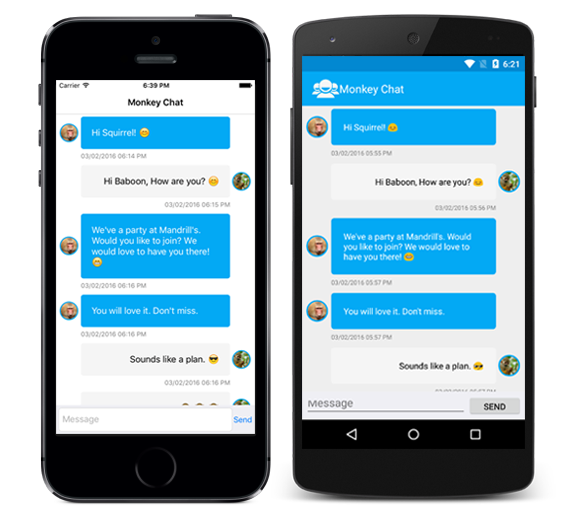 Carrier 6:39 PM
Monkey Chat
Hi Squirrel! 😁
03/02/2016 06:14 PM
Hi Baboon, How are you? 😊
03/02/2016 06:15 PM
We've a party at Mandrill's.
Would you like to join? We
would love to have you there!
😁
03/02/2016 06:16 PM
You will love it. Don't miss.
03/02/2016 06:16 PM
Sounds like a plan. 😎
03/02/2016 06:16 PM
Message Send
6:21
Monkey Chat
Hi Squirrel! 😊
03/02/2016 05:55 PM
Hi Baboon, How are you? 😊
03/02/2016 05:56 PM
We've a party at Mandrill's. Would
you like to join? We would love to
have you there! 😁
03/02/2016 05:57 PM
You will love it. Don't miss.
03/02/2016 05:57 PM
Sounds like a plan. 😎
03/02/2016 05:57 PM
Message SEND